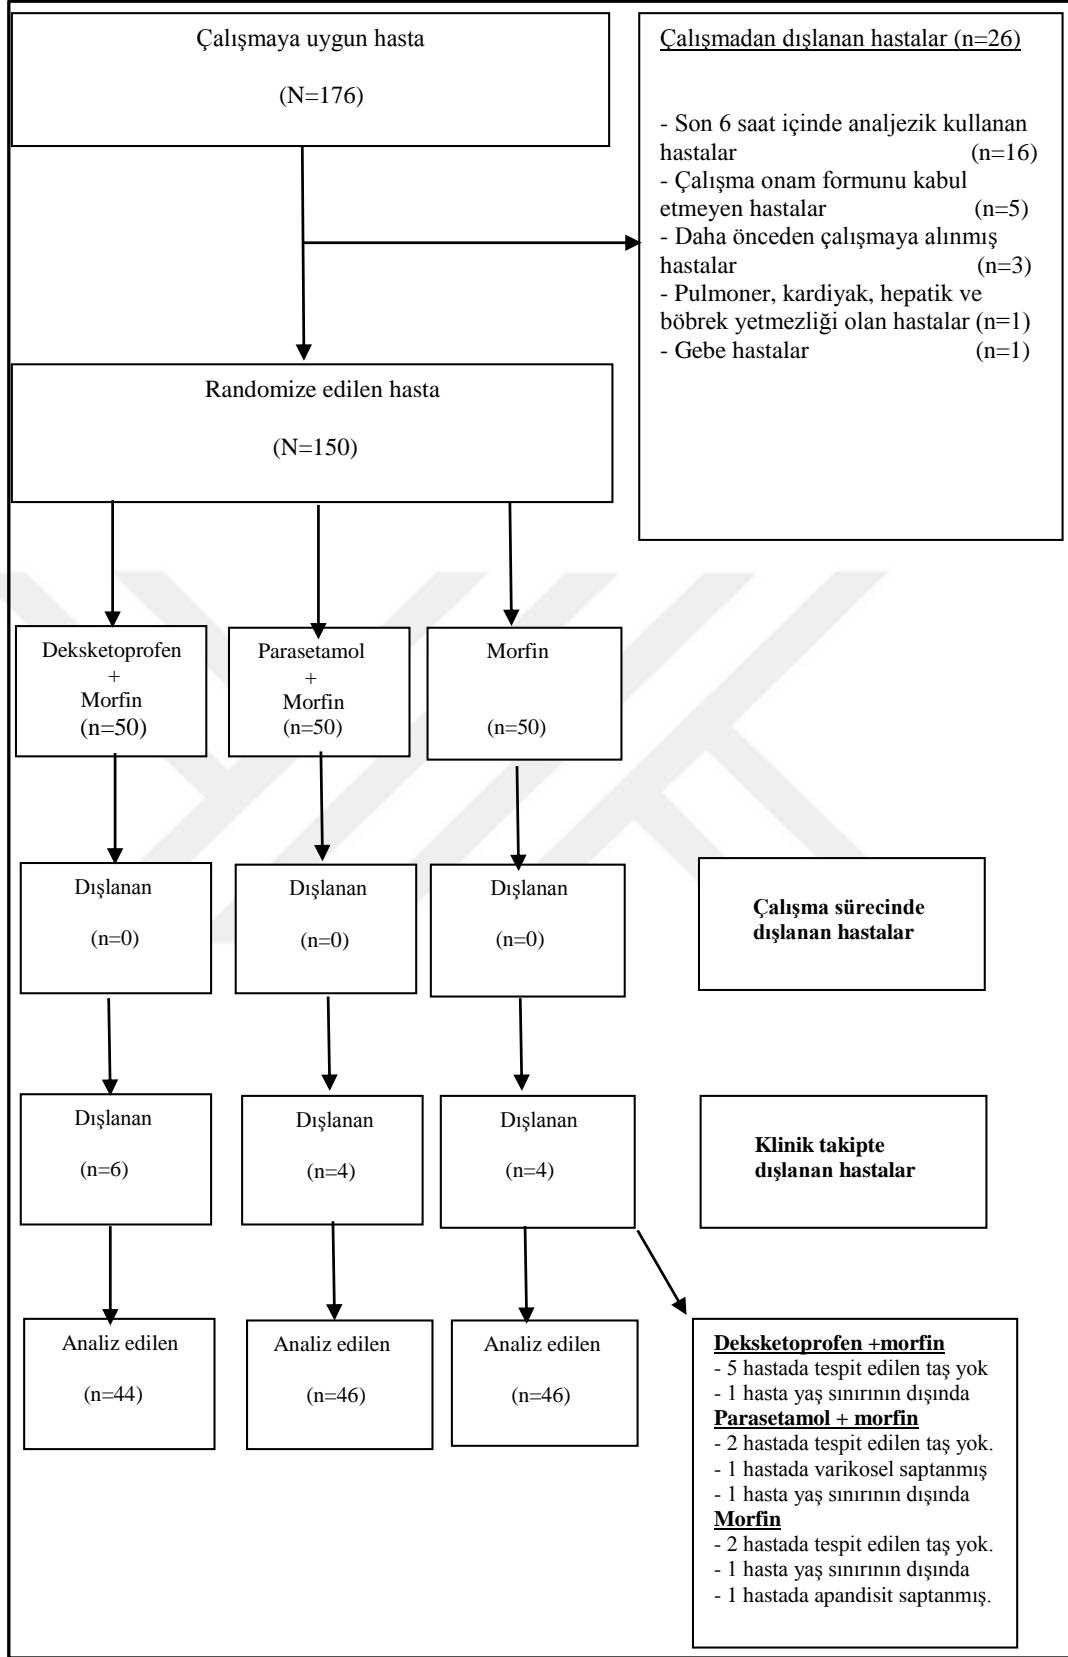 Çalışmaya uygun hasta
(N=176)
Çalışmadan dışlanan hastalar (n=26)
- Son 6 saat içinde analjezik kullanan
hastalar (n=16)
- Çalışma onam formunu kabul
etmeyen hastalar (n=5)
- Daha önceden çalışmaya alınmış
hastalar (n=3)
- Pulmoner, kardiyak, hepatik ve
böbrek yetmezliği olan hastalar (n=1)
- Gebe hastalar (n=1)
Randomize edilen hasta
(N=150)
Deksketoprofen
+
Morfin
(n=50)
Parasetamol
+
Morfin
(n=50)
Morfin
(n=50)
Dışlanan
(n=0)
Dışlanan
(n=0)
Dışlanan
(n=0)
Çalışma sürecinde
dışlanan hastalar
Dışlanan
(n=6)
Dışlanan
(n=4)
Dışlanan
(n=4)
Klinik takipte
dışlanan hastalar
Analiz edilen
(n=44)
Analiz edilen
(n=46)
Analiz edilen
(n=46)
Deksketoprofen +morfin
- 5 hastada tespit edilen taş yok
- 1 hasta yaş sınırının dışında
Parasetamol + morfin
- 2 hastada tespit edilen taş yok.
- 1 hastada varikosel saptanmış
- 1 hasta yaş sınırının dışında
Morfin
- 2 hastada tespit edilen taş yok.
- 1 hasta yaş sınırının dışında
- 1 hastada apandisit saptanmış.